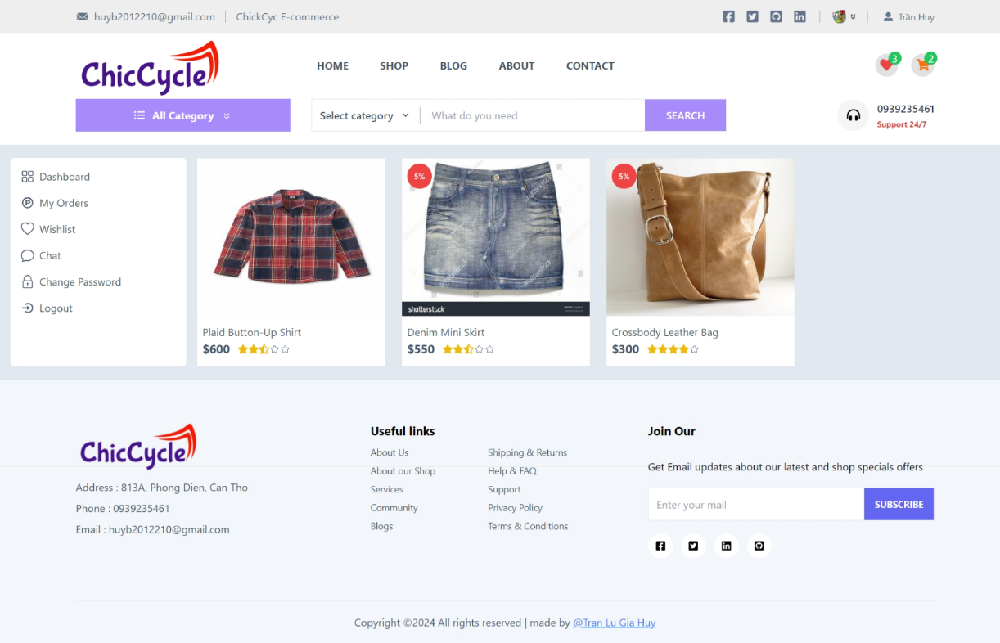 huyb2012210@gmail.com
ChickCyc E-commerce
Trần Huy
ChicCycle
HOME
SHOP
BLOG
ABOUT
CONTACT
3
2
All Category
Select category
What do you need
SEARCH
0939235461
Support 24/7
Dashboard
My Orders
Wishlist
Chat
Change Password
Logout
Plaid Button-Up Shirt
$600
5%
shutterstock
Denim Mini Skirt
$550
5%
Crossbody Leather Bag
$300
ChicCycle
Address : 813A, Phong Dien, Can Tho
Phone : 0939235461
Email : huyb2012210@gmail.com
Useful links
About Us
About our Shop
Services
Community
Blogs
Shipping & Returns
Help & FAQ
Support
Privacy Policy
Terms & Conditions
Join Our
Get Email updates about our latest and shop specials offers
Enter your mail
SUBSCRIBE
Copyright ©2024 All rights reserved | made by @Tran Lu Gia Huy